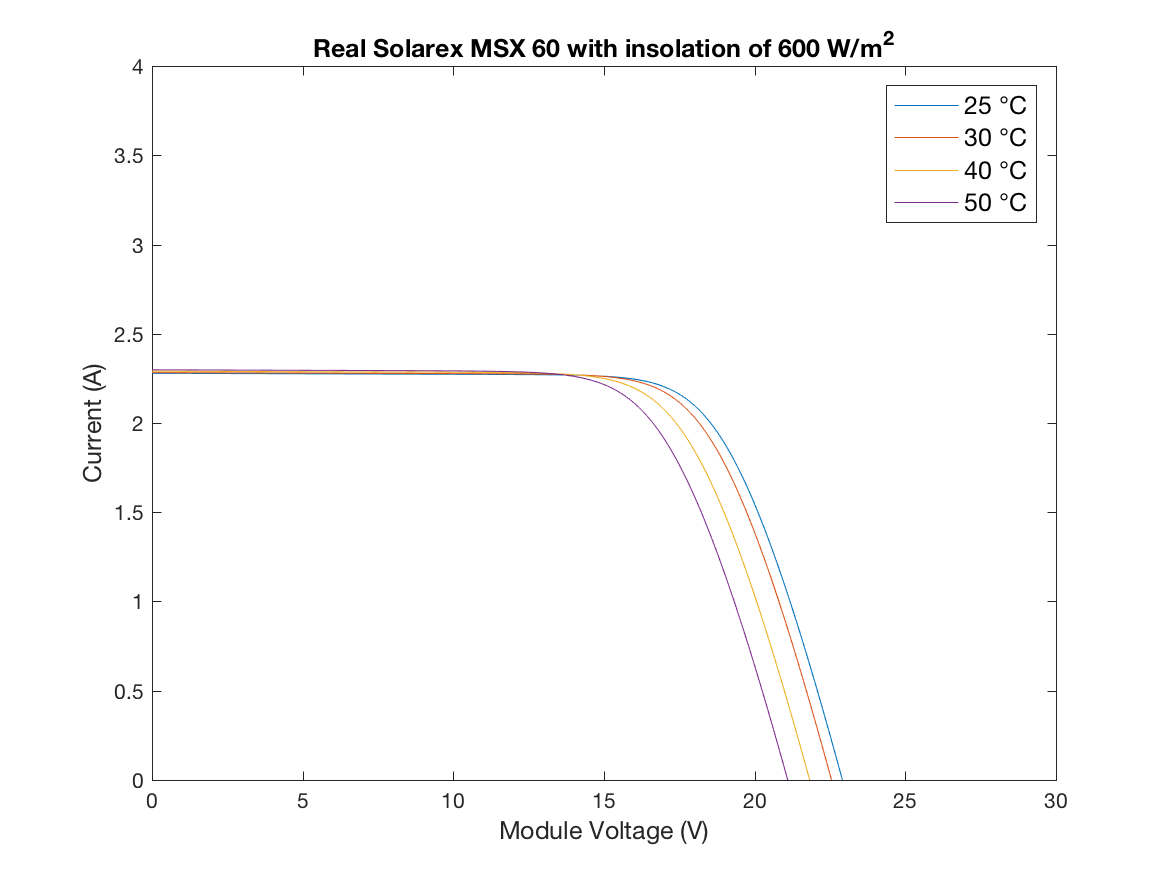 Real Solarex MSX 60 with insolation of 600 W/m²
4
3.5
3
2.5
2
1.5
1
0.5
0
Current (A)
25 °C
30 °C
40 °C
50 °C
0 5 10 15 20 25 30
Module Voltage (V)